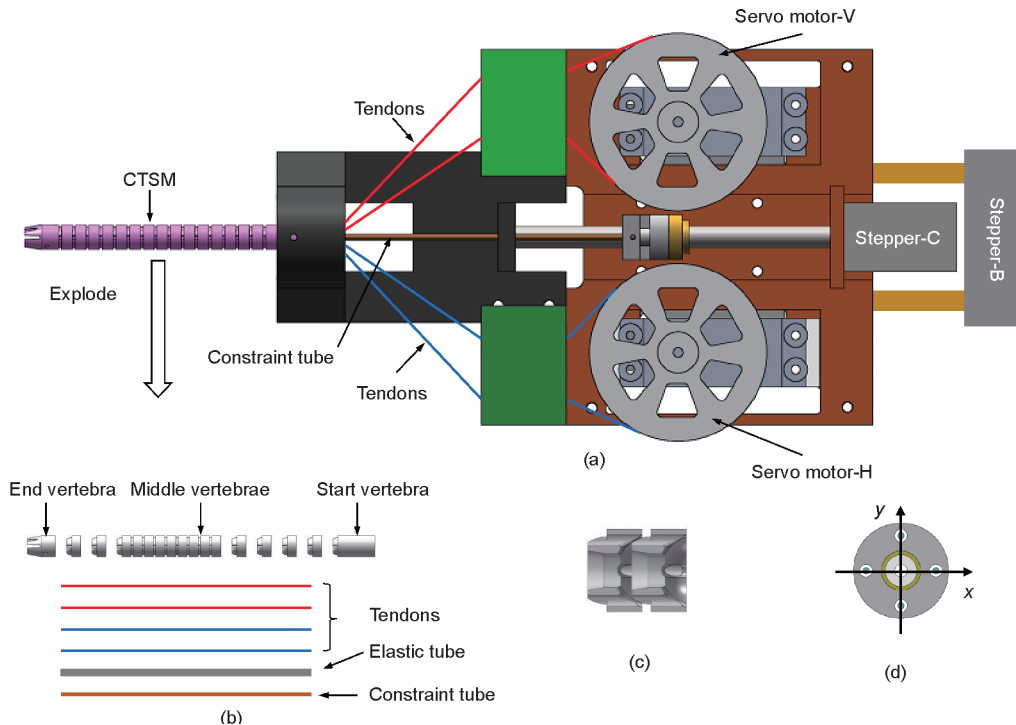 Servo motor-V
Tendons
CTSM
Stepper-C
Stepper-B
Explode
Constraint tube
Tendons
(a)
Servo motor-H
End vertebra
Middle vertebrae
Start vertebra
Tendons
Elastic tube
Constraint tube
(b)
(c)
y
x
(d)